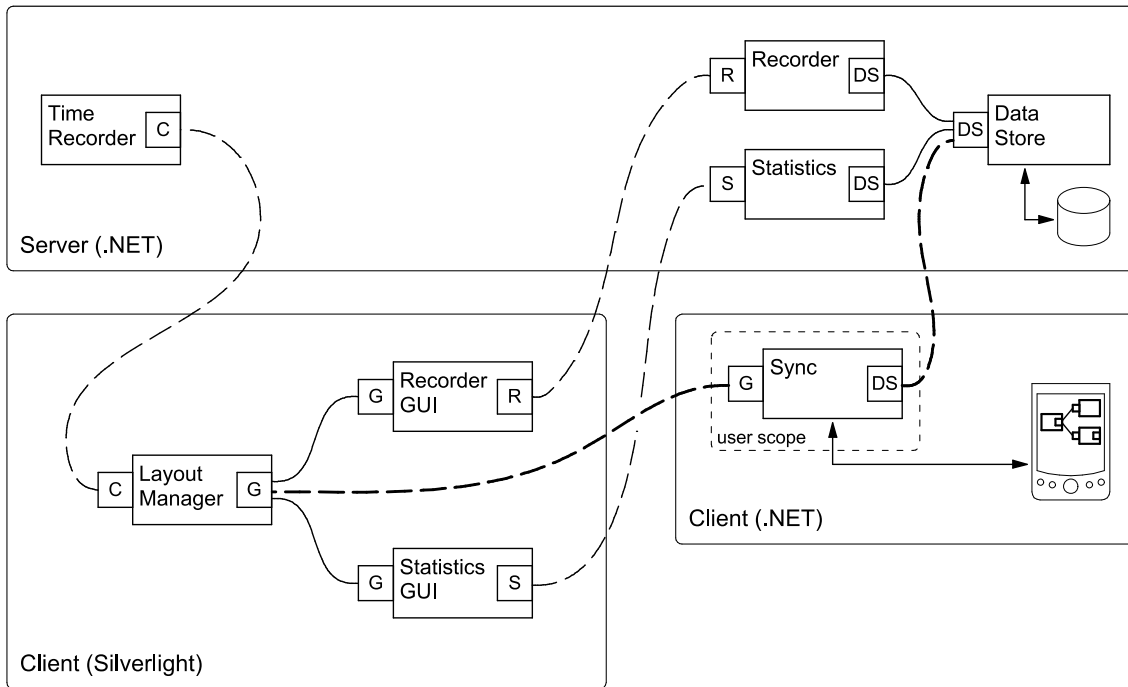 Time
Recorder
C
Server (.NET)
R
Recorder
DS
S
Statistics
DS
DS
Data
Store
C
Layout
Manager
G
G
Recorder
GUI
R
G
Statistics
GUI
S
Client (Silverlight)
G
Sync
DS
user scope
Client (.NET)